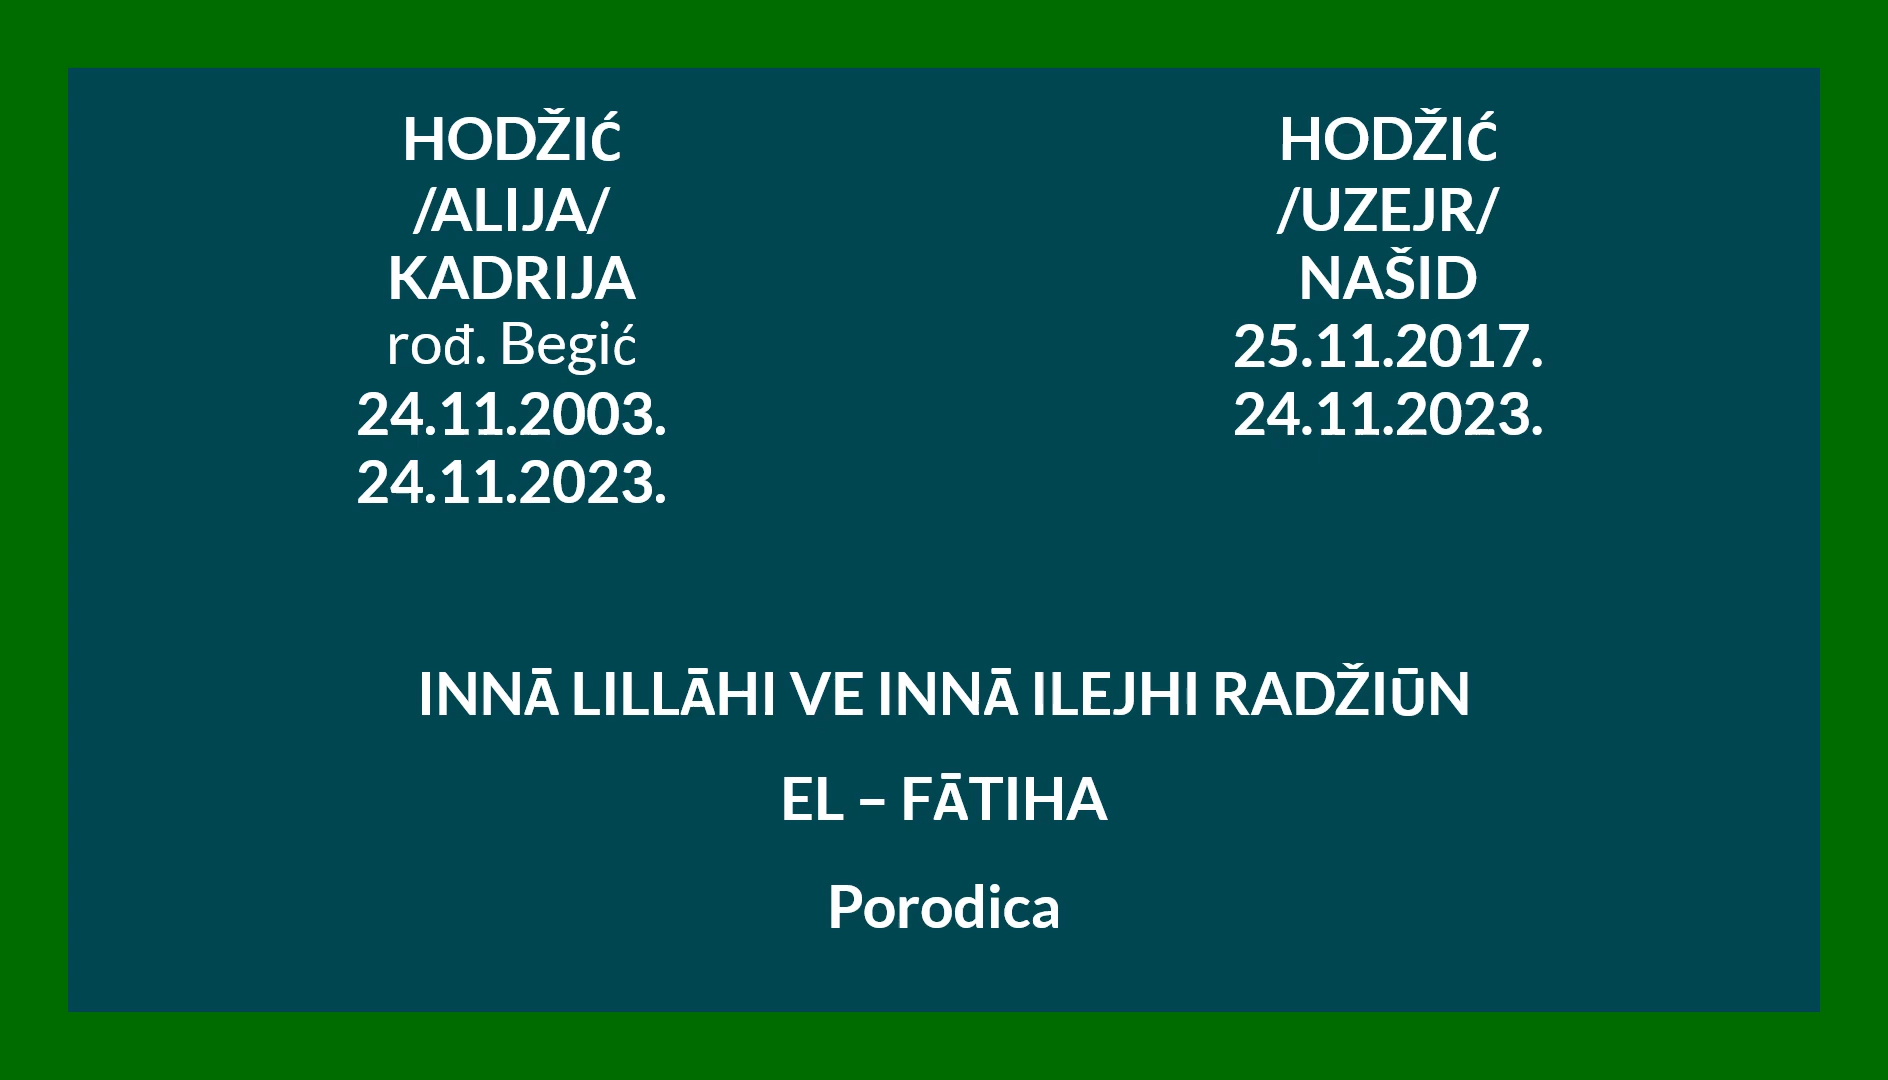 HODŽIĆ
/ALIJA/
KADRIJA
rođ. Begić
24.11.2003.
24.11.2023.
HODŽIĆ
/UZEJR/
NAŠID
25.11.2017.
24.11.2023.
INNĀ LILLĀHI VE INNĀ ILEJHI RADŽIŪN
EL – FĀTIHA
Porodica